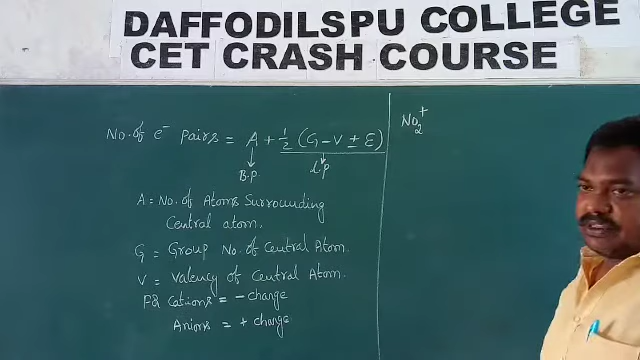 DAFFODILSPU COLLEGE
CET CRASH COURSE
No. of e⁻ pairs = A + 1/2 (G - V ± E)
B.P
l.p
A = No. of Atoms Surrounding
Central atom.
G = Group No. of Central Atom.
V = Valency of Central Atom.
For Cations = - charge
Anions = + charge
No₂⁺